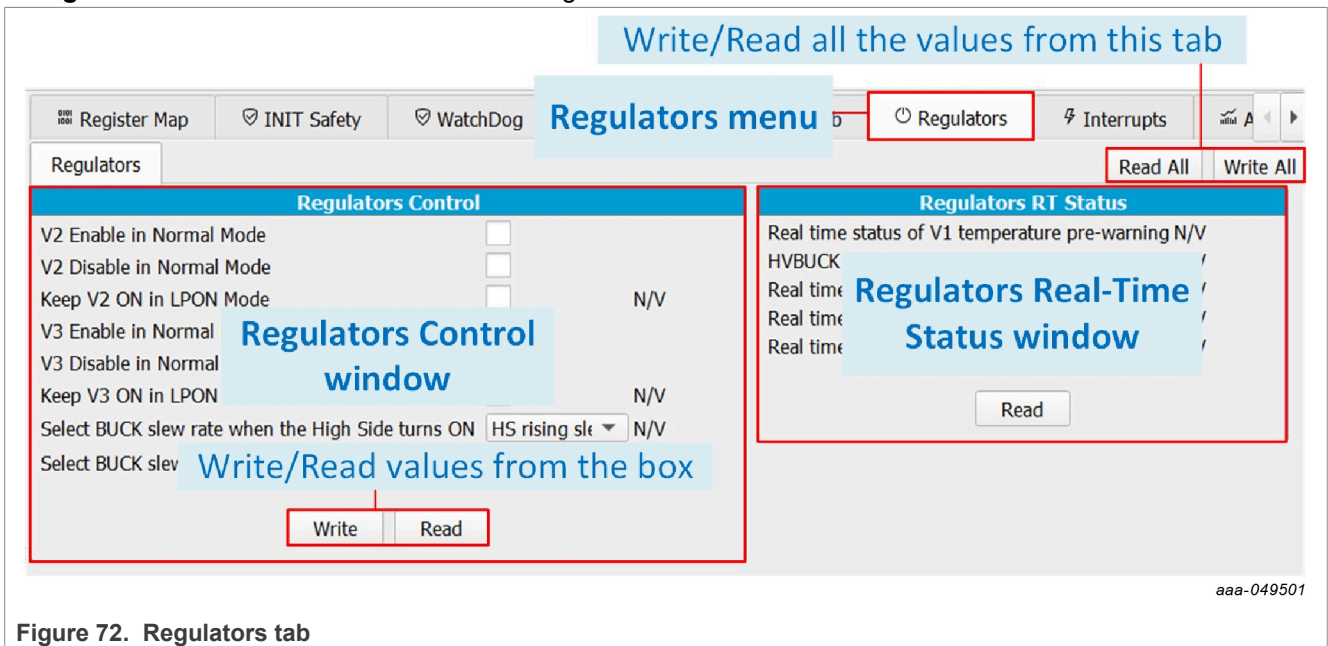 Write/Read all the values from this tab
Register Map INIT Safety WatchDog Regulators menu Regulators Interrupts
Regulators Read All Write All
Regulators Control
V2 Enable in Normal Mode
V2 Disable in Normal Mode
Keep V2 ON in LPON Mode N/V
V3 Enable in Normal
V3 Disable in Normal
Keep V3 ON in LPON N/V
Select BUCK slew rate when the High Side turns ON HS rising N/V
Select BUCK
Regulators Control
window
Write/Read values from the box
Write Read
Regulators RT Status
Real time status of V1 temperature pre-warning N/V
HVBUCK
Real time
Real time
Real time
Regulators Real-Time
Status window
Read
aaa-049501
Figure 72. Regulators tab